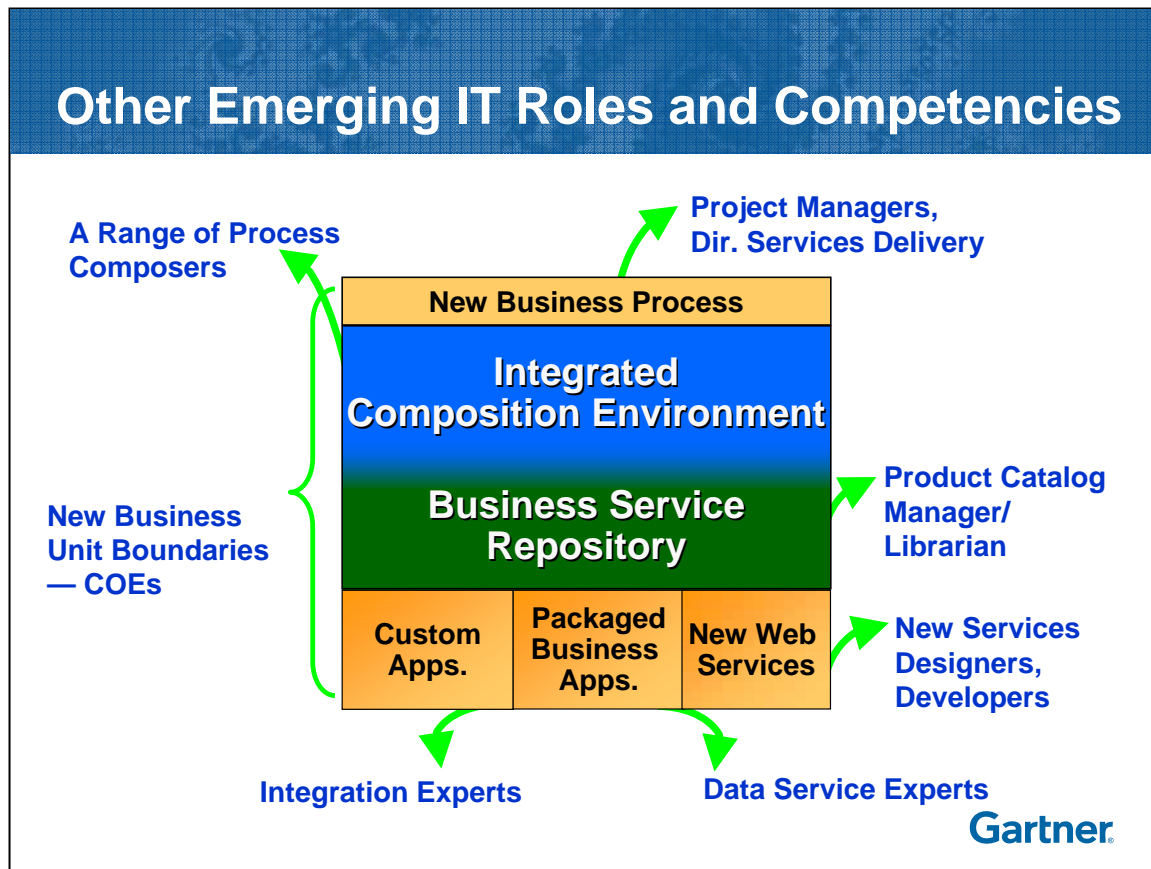 Other Emerging IT Roles and Competencies
A Range of Process
Composers
Project Managers,
Dir. Services Delivery
New Business Process
Integrated
Composition Environment
Business Service
Repository
New Business
Unit Boundaries
— COEs
Product Catalog
Manager/
Librarian
Custom
Apps.
Packaged
Business
Apps.
New Web
Services
New Services
Designers,
Developers
Integration Experts
Data Service Experts
Gartner®